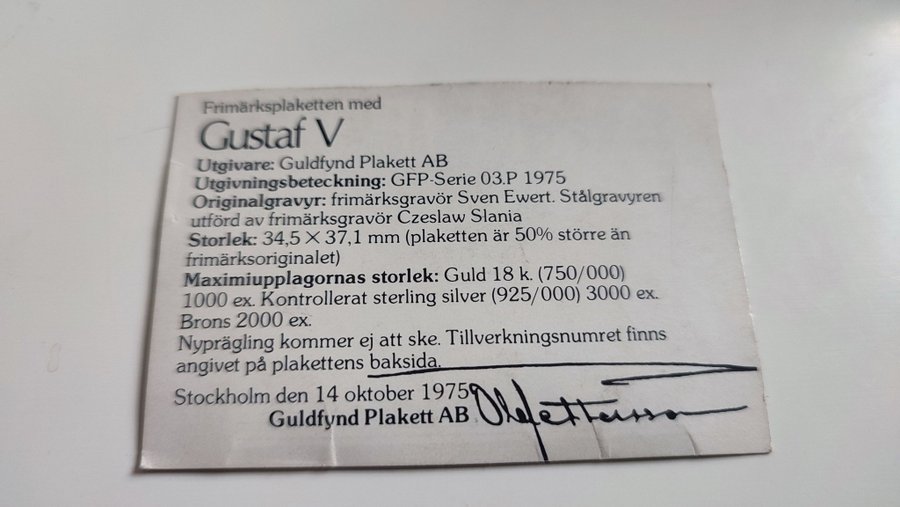 Frimärksplaketten med
Gustaf V
Utgivare: Guldfynd Plakett AB
Utgivningsbeteckning: GFP-Serie 03.P 1975
Originalgravyr: frimärksgravör Sven Ewert. Stålgravyren
utförd av frimärksgravör Czeslaw Slania
Storlek: 34,5 × 37,1 mm (plaketten är 50% större än
frimärksoriginalet)
Maximiupplagornas storlek: Guld 18 k. (750/000)
1000 ex. Kontrollerat sterling silver (925/000) 3000 ex.
Brons 2000 ex.
Nyprägling kommer ej att ske. Tillverkningsnumret finns
angivet på plakettens baksida.
Stockholm den 14 oktober 1975
Guldfynd Plakett AB